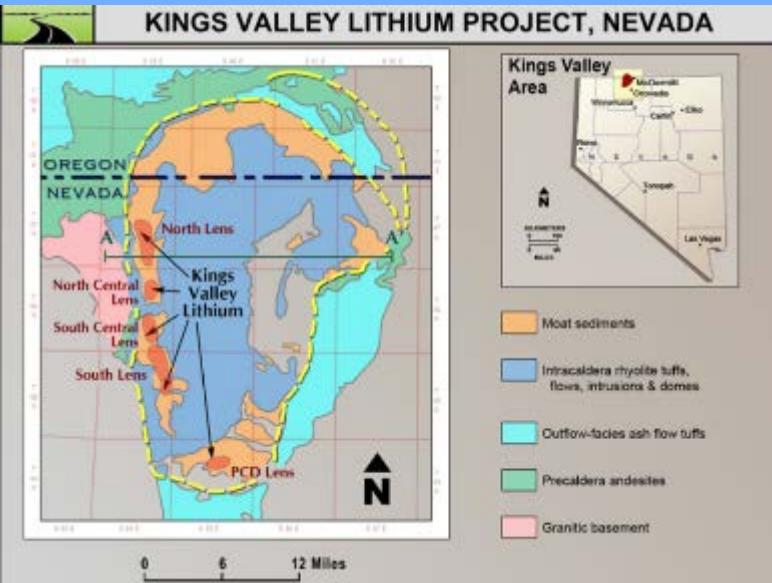 KINGS VALLEY LITHIUM PROJECT, NEVADA
OREGON
NEVADA
A
A'
North Lens
North Central
Lens
Kings
Valley
Lithium
South Central
Lens
South Lens
PCD Lens
N
0 6 12 Miles
Kings Valley
Area
McDermitt
Orovada
Winnemucca
Elko
Carlin
Reno
N E V A D A
Tonopah
Las Vegas
N
KILOMETERS
MILES
Moat sediments
Intracaldera rhyolite tuffs,
flows, intrusions & domes
Outflow-facies ash flow tuffs
Precaldera andesites
Granitic basement